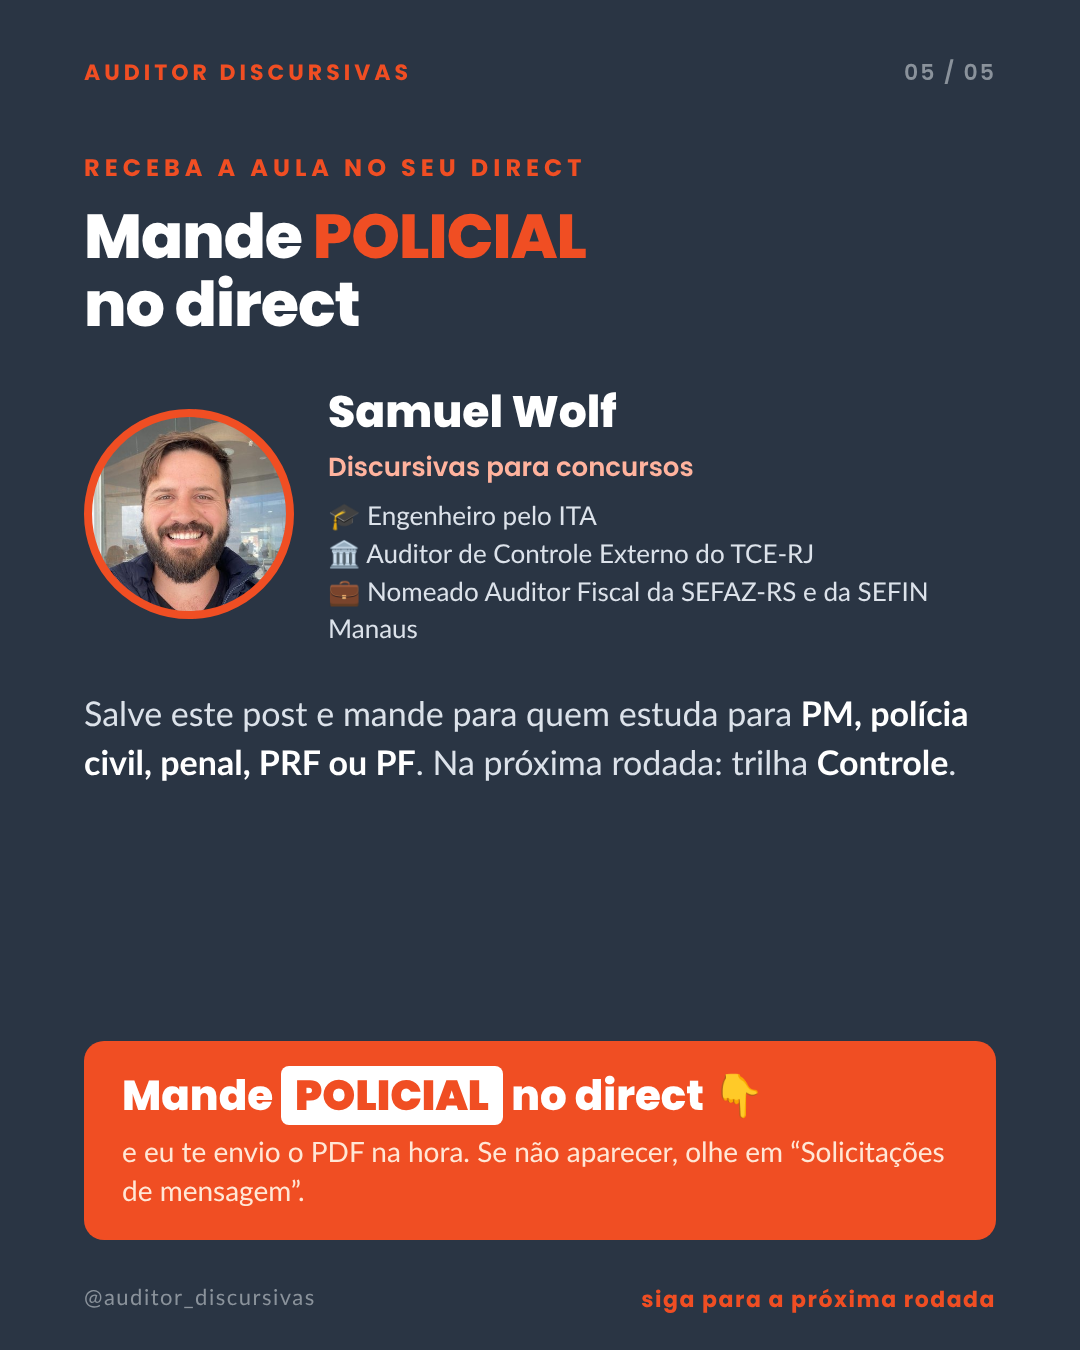 AUDITOR DISCURSIVAS
05 / 05
RECEBA A AULA NO SEU DIRECT
Mande POLICIAL
no direct
Samuel Wolf
Discursivas para concursos
🎓 Engenheiro pelo ITA
🏛️ Auditor de Controle Externo do TCE-RJ
💼 Nomeado Auditor Fiscal da SEFAZ-RS e da SEFIN
Manaus
Salve este post e mande para quem estuda para PM, polícia
civil, penal, PRF ou PF. Na próxima rodada: trilha Controle.
Mande POLICIAL no direct 👇
e eu te envio o PDF na hora. Se não aparecer, olhe em “Solicitações
de mensagem”.
@auditor_discursivas
siga para a próxima rodada